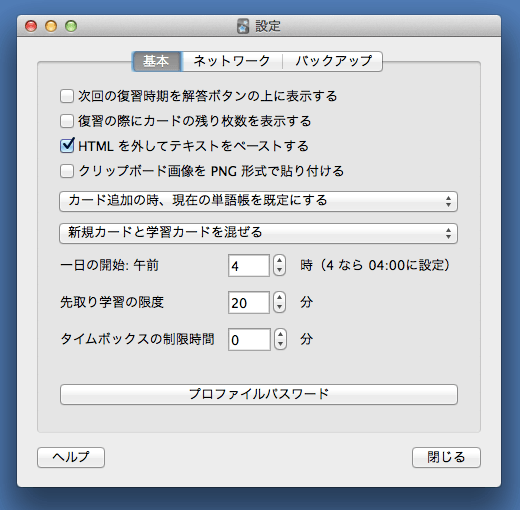 設定
基本 ネットワーク バックアップ
次回の復習時期を解答ボタンの上に表示する
復習の際にカードの残り枚数を表示する
HTML を外してテキストをペーストする
クリップボード画像を PNG 形式で貼り付ける
カード追加の時、現在の単語帳を既定にする
新規カードと学習カードを混ぜる
一日の開始: 午前 4 時（4 なら 04:00に設定）
先取り学習の限度 20 分
タイムボックスの制限時間 0 分
プロファイルパスワード
ヘルプ 閉じる